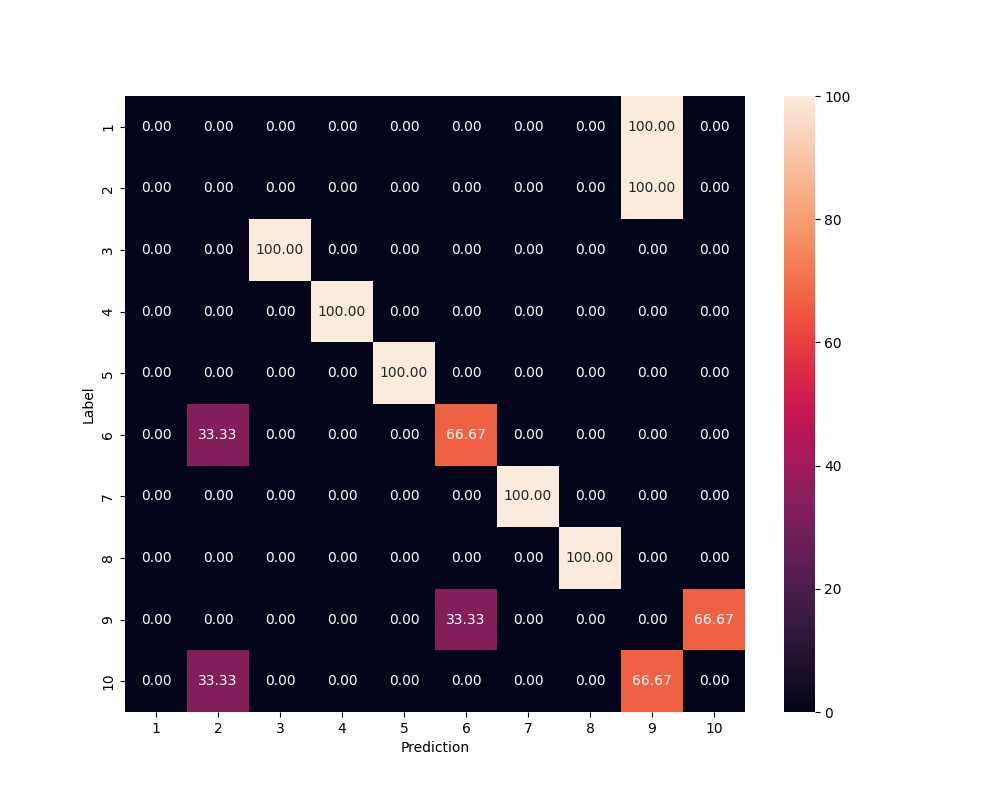 1 0.00 0.00 0.00 0.00 0.00 0.00 0.00 0.00 100.00 0.00
2 0.00 0.00 0.00 0.00 0.00 0.00 0.00 0.00 100.00 0.00
3 0.00 0.00 100.00 0.00 0.00 0.00 0.00 0.00 0.00 0.00
4 0.00 0.00 0.00 100.00 0.00 0.00 0.00 0.00 0.00 0.00
5 0.00 0.00 0.00 0.00 100.00 0.00 0.00 0.00 0.00 0.00
6 0.00 33.33 0.00 0.00 0.00 66.67 0.00 0.00 0.00 0.00
7 0.00 0.00 0.00 0.00 0.00 0.00 100.00 0.00 0.00 0.00
8 0.00 0.00 0.00 0.00 0.00 0.00 0.00 100.00 0.00 0.00
9 0.00 0.00 0.00 0.00 0.00 33.33 0.00 0.00 0.00 66.67
10 0.00 33.33 0.00 0.00 0.00 0.00 0.00 0.00 66.67 0.00
1 2 3 4 5 6 7 8 9 10
Prediction
Label
100
80
60
40
20
0